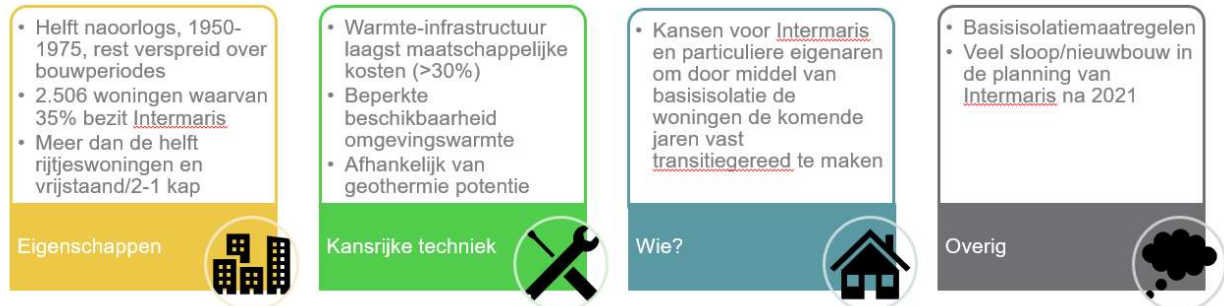 • Helft naoorlogs, 1950-
1975, rest verspreid over
bouwperiodes
• 2.506 woningen waarvan
35% bezit Intermaris
• Meer dan de helft
rijtjeswoningen en
vrijstaand/2-1 kap
Eigenschappen
• Warmte-infrastructuur
laagst maatschappelijke
kosten (>30%)
• Beperkte
beschikbaarheid
omgevingswarmte
• Afhankelijk van
geothermie potentie
Kansrijke techniek
• Kansen voor Intermaris
en particuliere eigenaren
om door middel van
basisisolatie de
woningen de komende
jaren vast
transitiegereed te maken
Wie?
• Basisisolatiemaatregelen
• Veel sloop/nieuwbouw in
de planning van
Intermaris na 2021
Overig